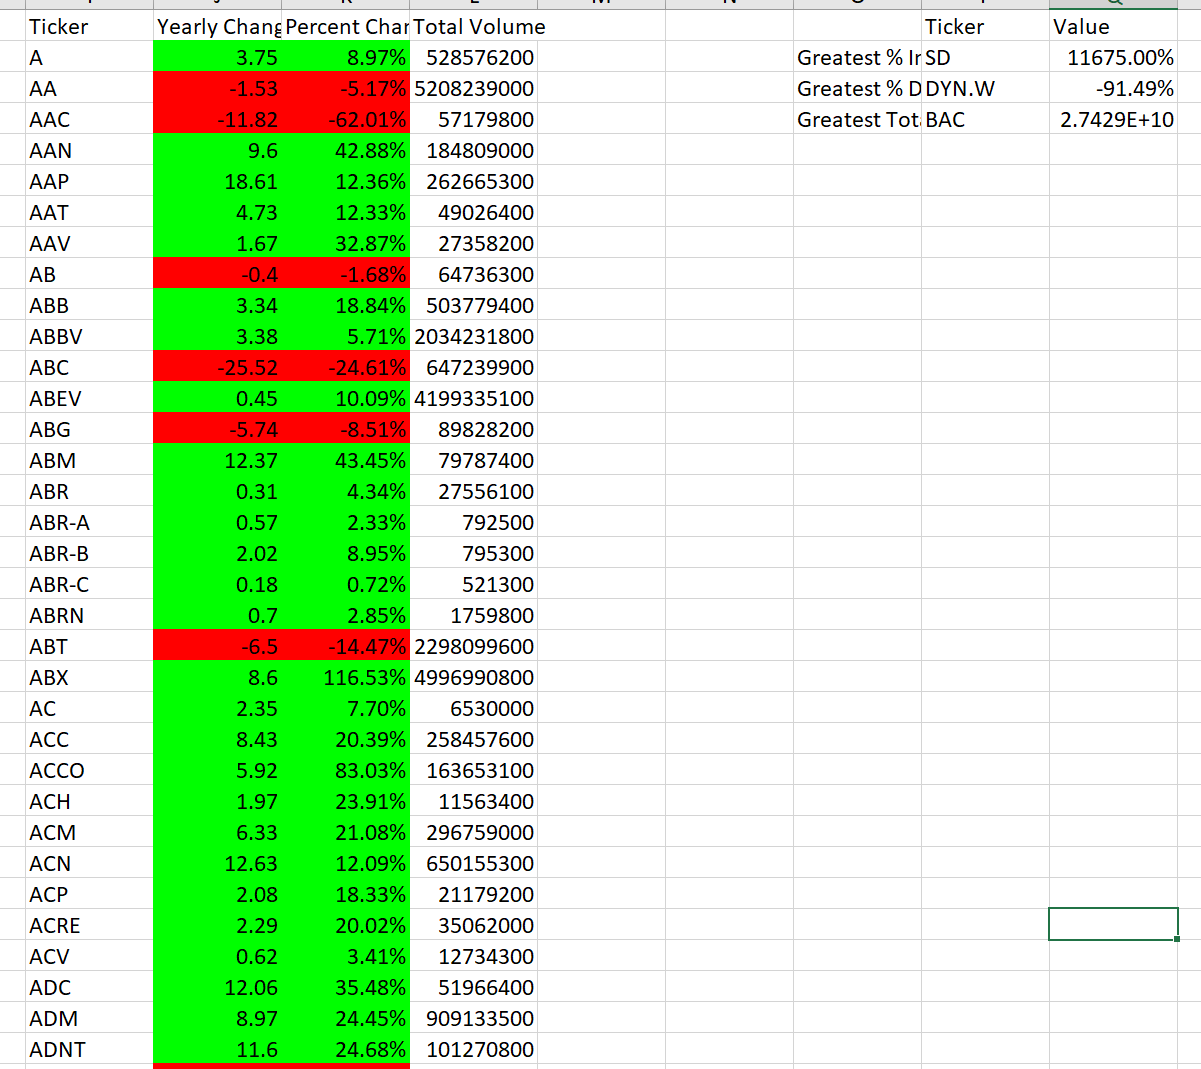 Ticker Yearly Chang Percent Char Total Volume Ticker Value
A 3.75 8.97% 528576200 Greatest % Ir SD 11675.00%
AA -1.53 -5.17% 5208239000 Greatest % D DYN.W -91.49%
AAC -11.82 -62.01% 57179800 Greatest Tota BAC 2.7429E+10
AAN 9.6 42.88% 184809000
AAP 18.61 12.36% 262665300
AAT 4.73 12.33% 49026400
AAV 1.67 32.87% 27358200
AB -0.4 -1.68% 64736300
ABB 3.34 18.84% 503779400
ABBV 3.38 5.71% 2034231800
ABC -25.52 -24.61% 647239900
ABEV 0.45 10.09% 4199335100
ABG -5.74 -8.51% 89828200
ABM 12.37 43.45% 79787400
ABR 0.31 4.34% 27556100
ABR-A 0.57 2.33% 792500
ABR-B 2.02 8.95% 795300
ABR-C 0.18 0.72% 521300
ABRN 0.7 2.85% 1759800
ABT -6.5 -14.47% 2298099600
ABX 8.6 116.53% 4996990800
AC 2.35 7.70% 6530000
ACC 8.43 20.39% 258457600
ACCO 5.92 83.03% 163653100
ACH 1.97 23.91% 11563400
ACM 6.33 21.08% 296759000
ACN 12.63 12.09% 650155300
ACP 2.08 18.33% 21179200
ACRE 2.29 20.02% 35062000
ACV 0.62 3.41% 12734300
ADC 12.06 35.48% 51966400
ADM 8.97 24.45% 909133500
ADNT 11.6 24.68% 101270800